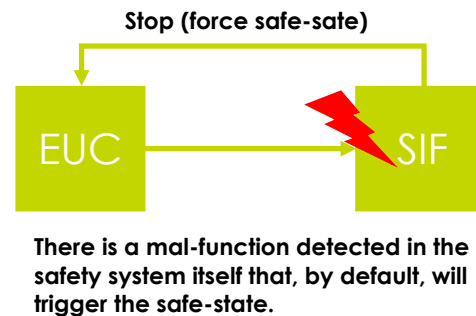 Stop (force safe-sate)
EUC
SIF
There is a mal-function detected in the
safety system itself that, by default, will
trigger the safe-state.